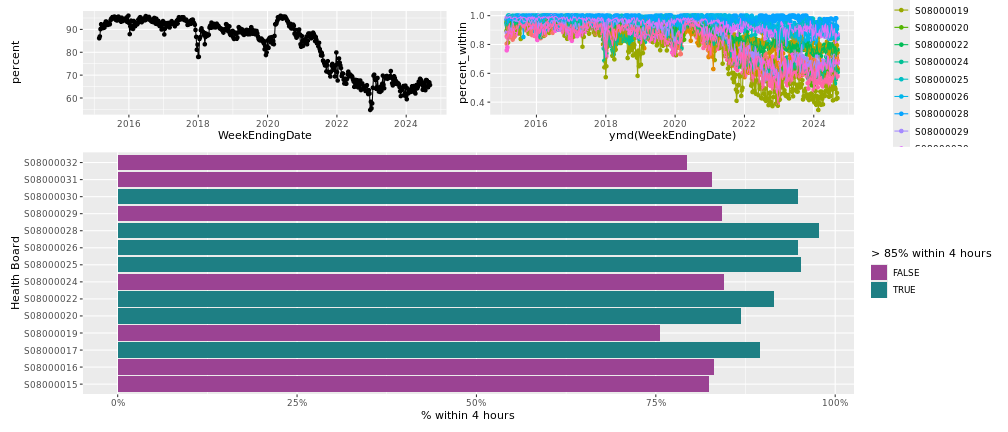 percent
90
80
70
60
2016
2018
2020
2022
2024
WeekEndingDate
percent_within
1.0
0.8
0.6
0.4
2016
2018
2020
2022
2024
ymd(WeekEndingDate)
S08000019
S08000020
S08000022
S08000024
S08000025
S08000026
S08000028
S08000029
Health Board
S08000032
S08000031
S08000030
S08000029
S08000028
S08000026
S08000025
S08000024
S08000022
S08000020
S08000019
S08000017
S08000016
S08000015
0%
25%
50%
75%
100%
% within 4 hours
> 85% within 4 hours
FALSE
TRUE